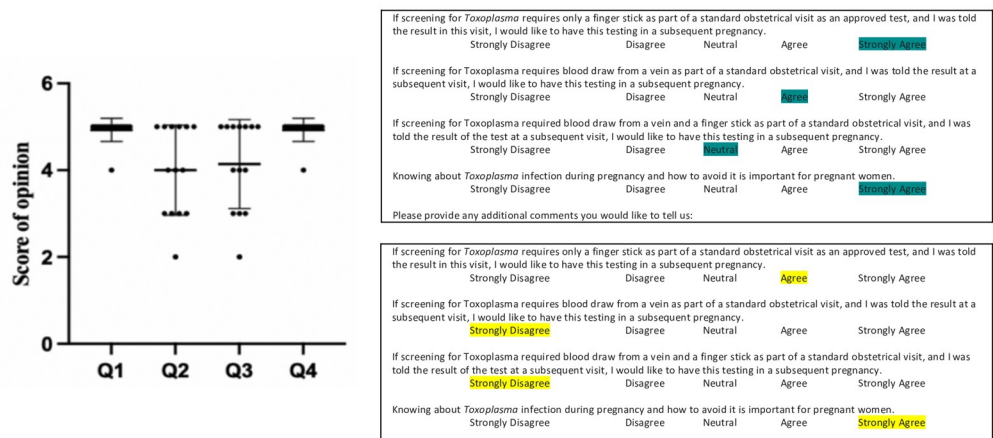 6
4
2
0
Score of opinion
Q1 Q2 Q3 Q4
If screening for Toxoplasma requires only a finger stick as part of a standard obstetrical visit as an approved test, and I was told
the result in this visit, I would like to have this testing in a subsequent pregnancy.
Strongly Disagree Disagree Neutral Agree Strongly Agree
If screening for Toxoplasma requires blood draw from a vein as part of a standard obstetrical visit, and I was told the result at a
subsequent visit, I would like to have this testing in a subsequent pregnancy.
Strongly Disagree Disagree Neutral Agree Strongly Agree
If screening for Toxoplasma required blood draw from a vein and a finger stick as part of a standard obstetrical visit, and I was
told the result of the test at a subsequent visit, I would like to have this testing in a subsequent pregnancy.
Strongly Disagree Disagree Neutral Agree Strongly Agree
Knowing about Toxoplasma infection during pregnancy and how to avoid it is important for pregnant women.
Strongly Disagree Disagree Neutral Agree Strongly Agree
Please provide any additional comments you would like to tell us:
If screening for Toxoplasma requires only a finger stick as part of a standard obstetrical visit as an approved test, and I was told
the result in this visit, I would like to have this testing in a subsequent pregnancy.
Strongly Disagree Disagree Neutral Agree Strongly Agree
If screening for Toxoplasma requires blood draw from a vein as part of a standard obstetrical visit, and I was told the result at a
subsequent visit, I would like to have this testing in a subsequent pregnancy.
Strongly Disagree Disagree Neutral Agree Strongly Agree
If screening for Toxoplasma required blood draw from a vein and a finger stick as part of a standard obstetrical visit, and I was
told the result of the test at a subsequent visit, I would like to have this testing in a subsequent pregnancy.
Strongly Disagree Disagree Neutral Agree Strongly Agree
Knowing about Toxoplasma infection during pregnancy and how to avoid it is important for pregnant women.
Strongly Disagree Disagree Neutral Agree Strongly Agree